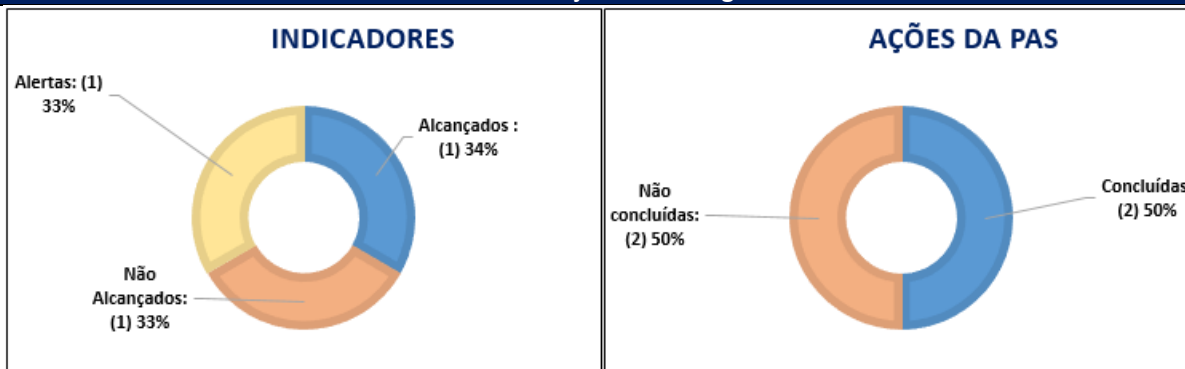 INDICADORES
Alertas: (1)
33%
Alcançados :
(1) 34%
Não
Alcançados:
(1) 33%
AÇÕES DA PAS
Não
concluídas:
(2) 50%
Concluídas
(2) 50%